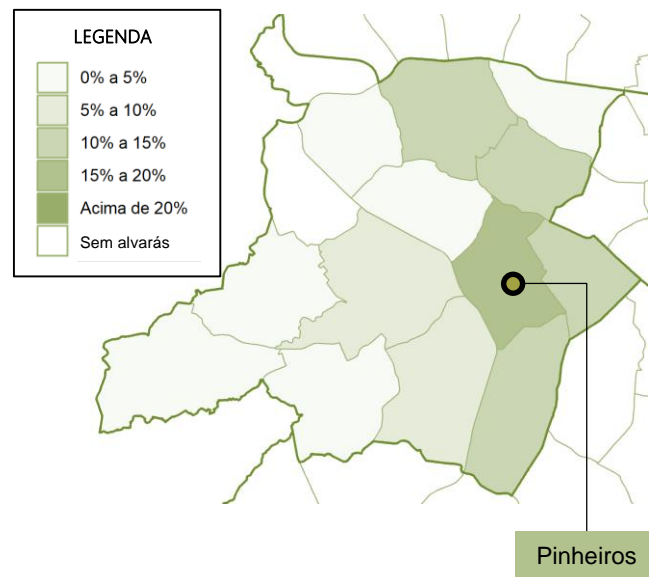 LEGENDA
0% a 5%
5% a 10%
10% a 15%
15% a 20%
Acima de 20%
Sem alvarás
Pinheiros